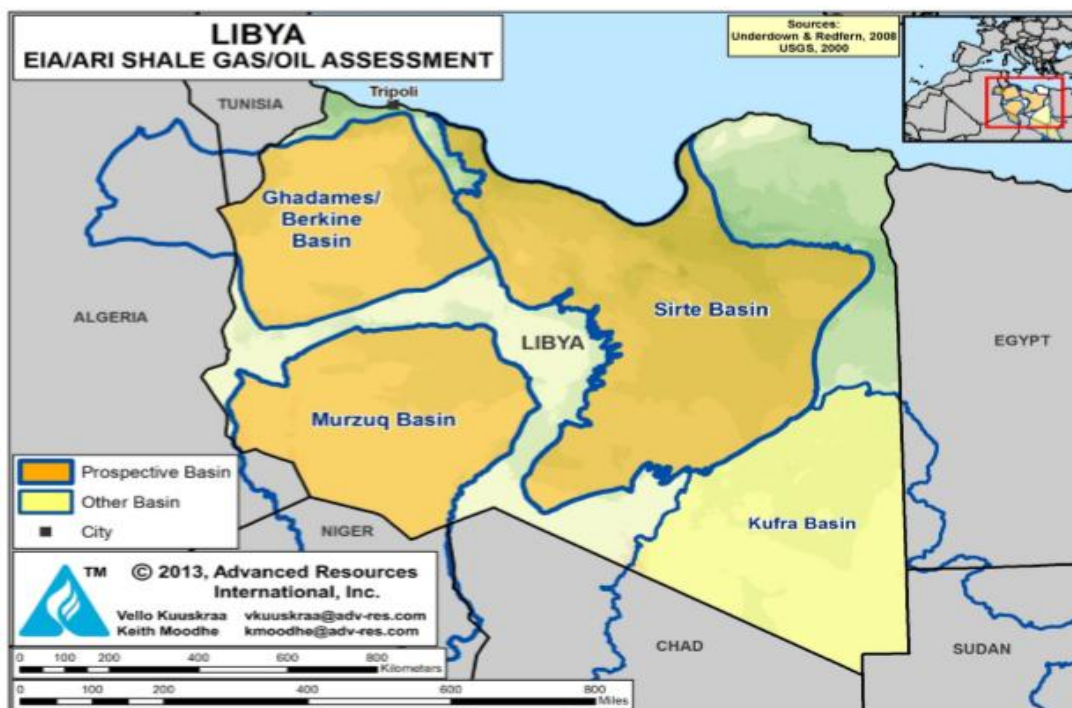 LIBYA
EIA/ARI SHALE GAS/OIL ASSESSMENT
Sources:
Underdown & Redfern, 2008
USGS, 2000
TUNISIA
Tripoli
Ghadames/
Berkine
Basin
ALGERIA
Sirte Basin
LIBYA
EGYPT
Murzuq Basin
Prospective Basin
Other Basin
City
NIGER
Kufra Basin
TM
© 2013, Advanced Resources
International, Inc.
Vello Kuuskraa vkuuskraa@adv-res.com
Keith Moodhe kmoodhe@adv-res.com
CHAD
SUDAN
0 100 200 400 600 800
Kilometers
0 100 200 400 600 800
Miles